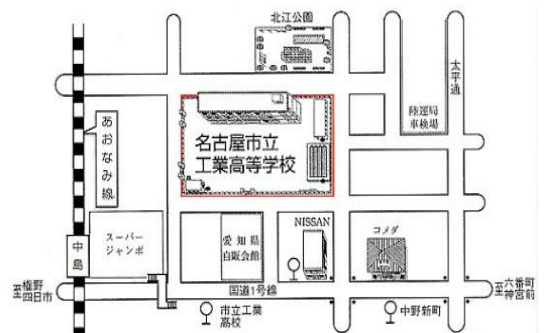 北江公園
太平通
陸運局
車検場
あおなみ線
名古屋市立
工業高等学校
スーパー
ジャンボ
愛知県
自販会館
NISSAN
コメダ
中島
至
四日市
国道1号線
至六番町
神宮前
市立工業
高校
中野新町